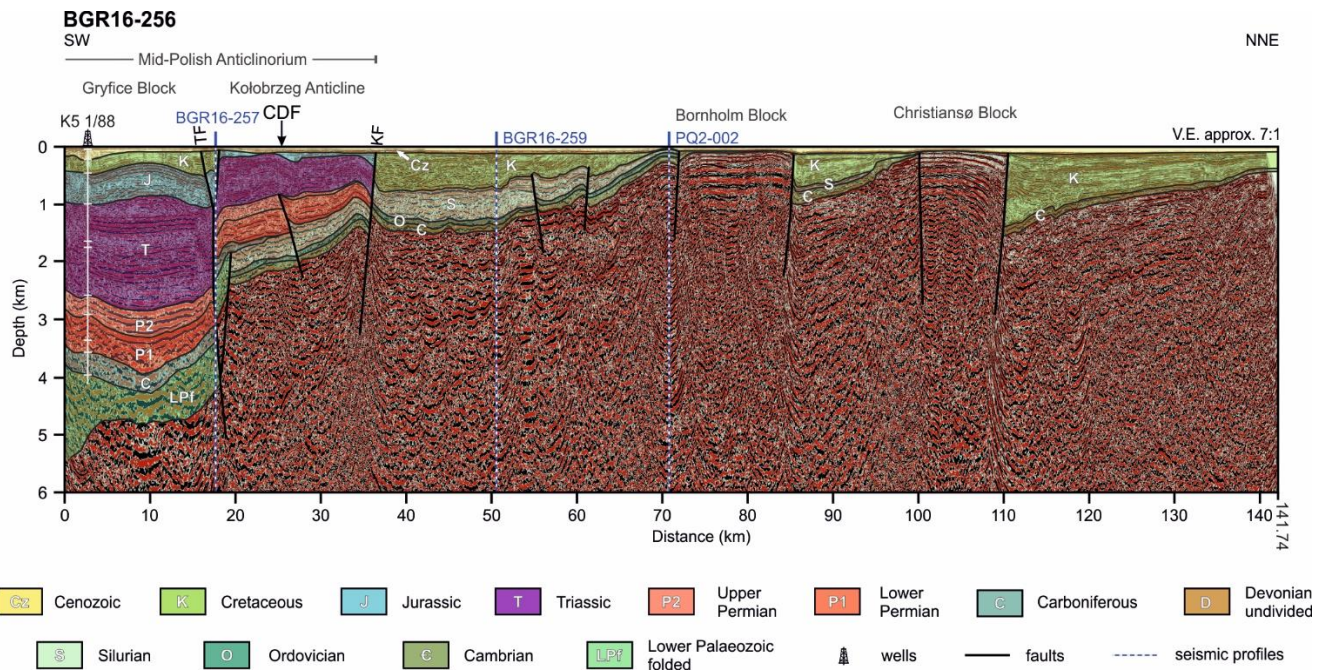 BGR16-256
SW
NNE
Mid-Polish Anticlinorium
Gryfice Block
Kołobrzeg Anticline
Bornholm Block
Christiansø Block
K5 1/88
BGR16-257
TF
CDF
KF
BGR16-259
PQ2-002
V.E. approx. 7:1
Depth (km)
0
1
2
3
4
5
6
K
J
T
P2
P1
C
LPf
Cz
K
S
O
Є
K
S
Є
K
Є
0
10
20
30
40
50
60
70
80
90
100
110
120
130
140
141.74
Distance (km)
Cz Cenozoic
K Cretaceous
J Jurassic
T Triassic
P2 Upper Permian
P1 Lower Permian
C Carboniferous
D Devonian undivided
S Silurian
O Ordovician
Є Cambrian
LPf Lower Palaeozoic folded
wells
faults
seismic profiles